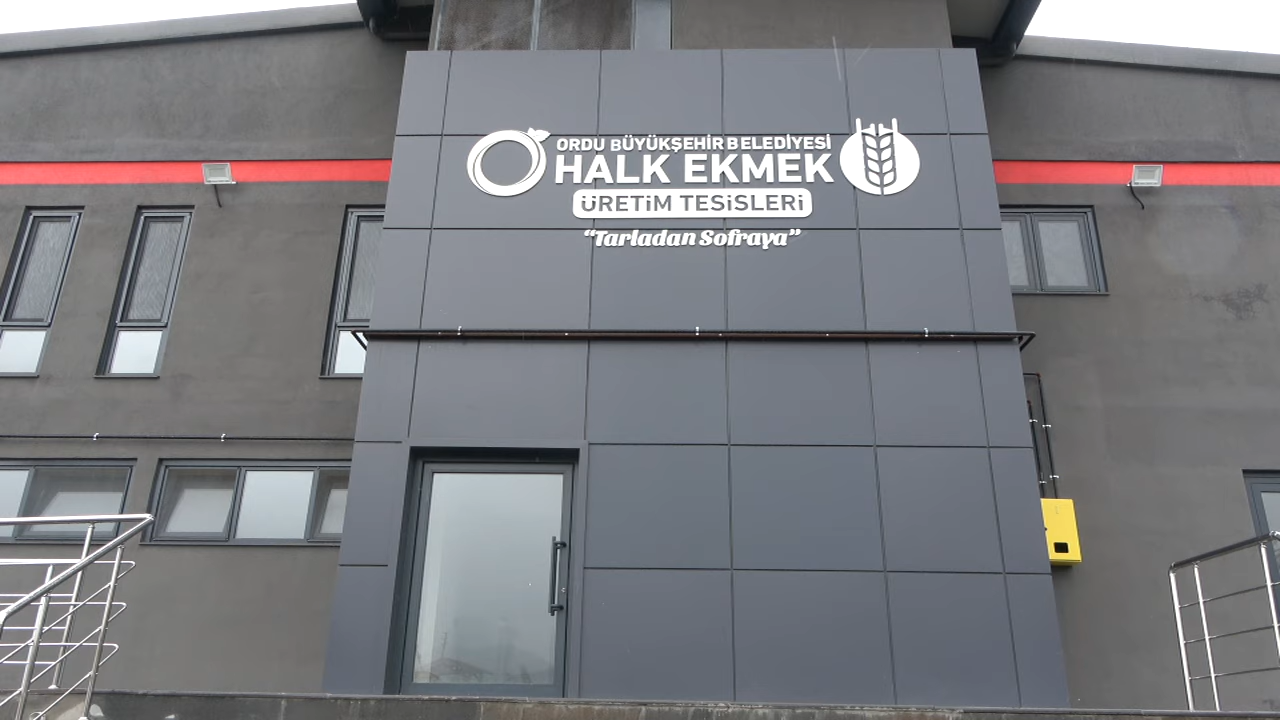 ORDU BÜYÜKŞEHİR BELEDİYESİ
HALK EKMEK
ÜRETİM TESİSLERİ
“Tarladan Sofraya”